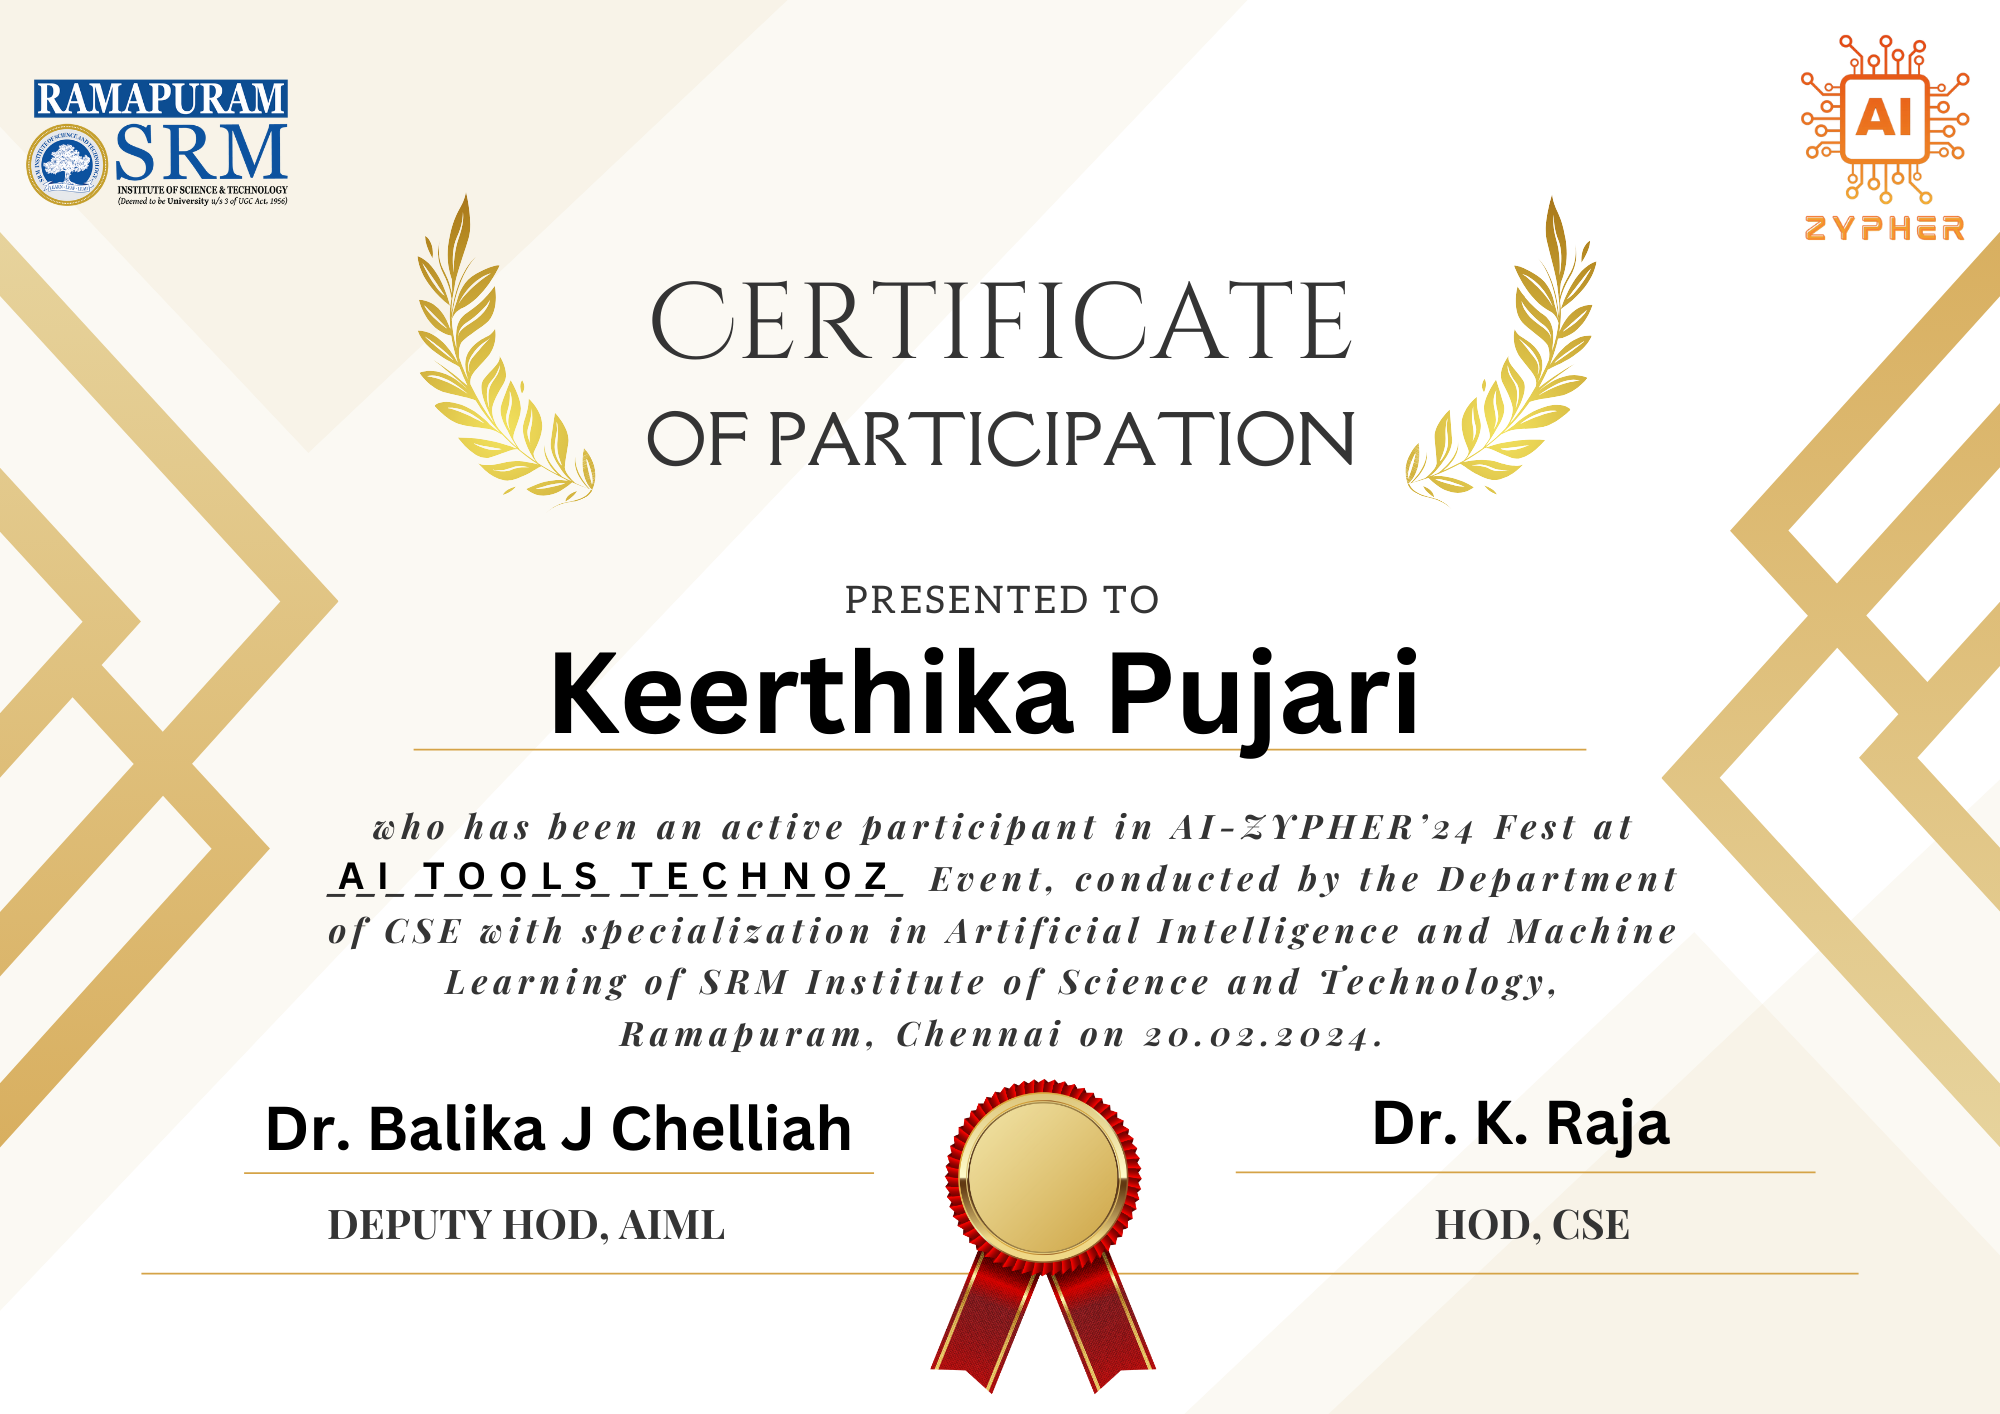 RAMAPURAM
SRM
INSTITUTE OF SCIENCE & TECHNOLOGY
(Deemed to be University u/s 3 of UGC Act, 1956)
AI
ZYPHER
CERTIFICATE
OF PARTICIPATION
PRESENTED TO
Keerthika Pujari
who has been an active participant in AI-ZYPHER’24 Fest at
AI TOOLS TECHNOZ Event, conducted by the Department
of CSE with specialization in Artificial Intelligence and Machine
Learning of SRM Institute of Science and Technology,
Ramapuram, Chennai on 20.02.2024.
Dr. Balika J Chelliah
DEPUTY HOD, AIML
Dr. K. Raja
HOD, CSE